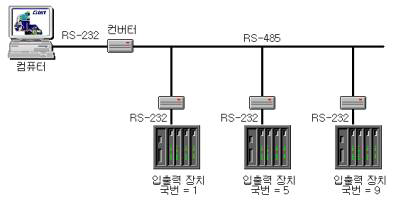 컨버터
RS-232
RS-485
컴퓨터
RS-232
RS-232
RS-232
입출력 장치
국번 = 1
입출력 장치
국번 = 5
입출력 장치
국번 = 9